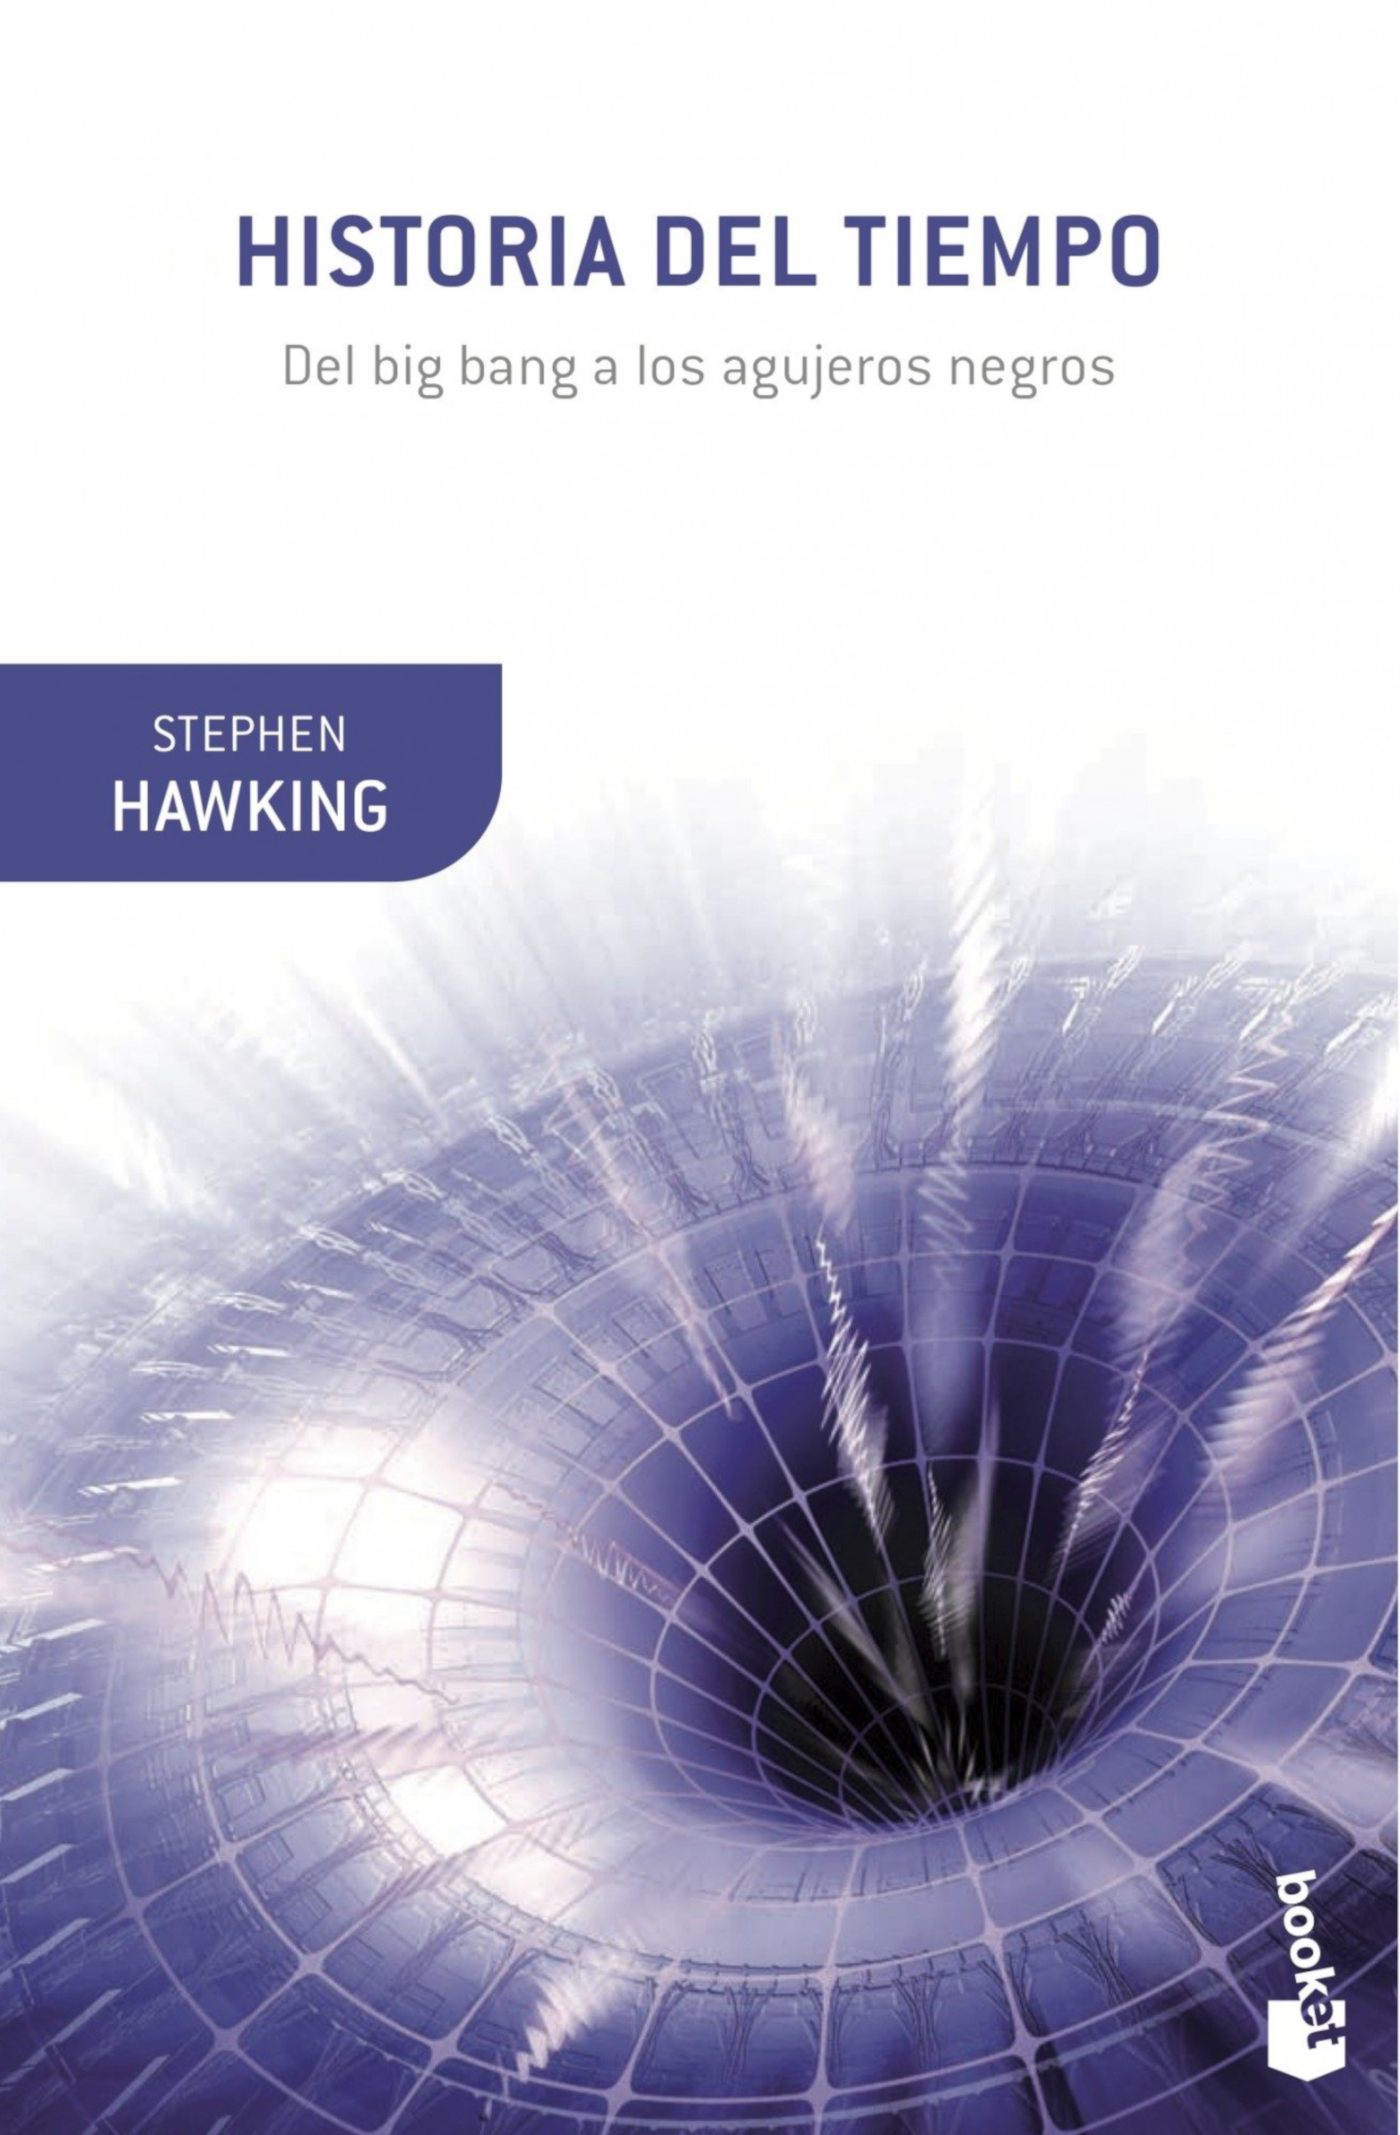 HISTORIA DEL TIEMPO
Del big bang a los agujeros negros
STEPHEN
HAWKING
booket